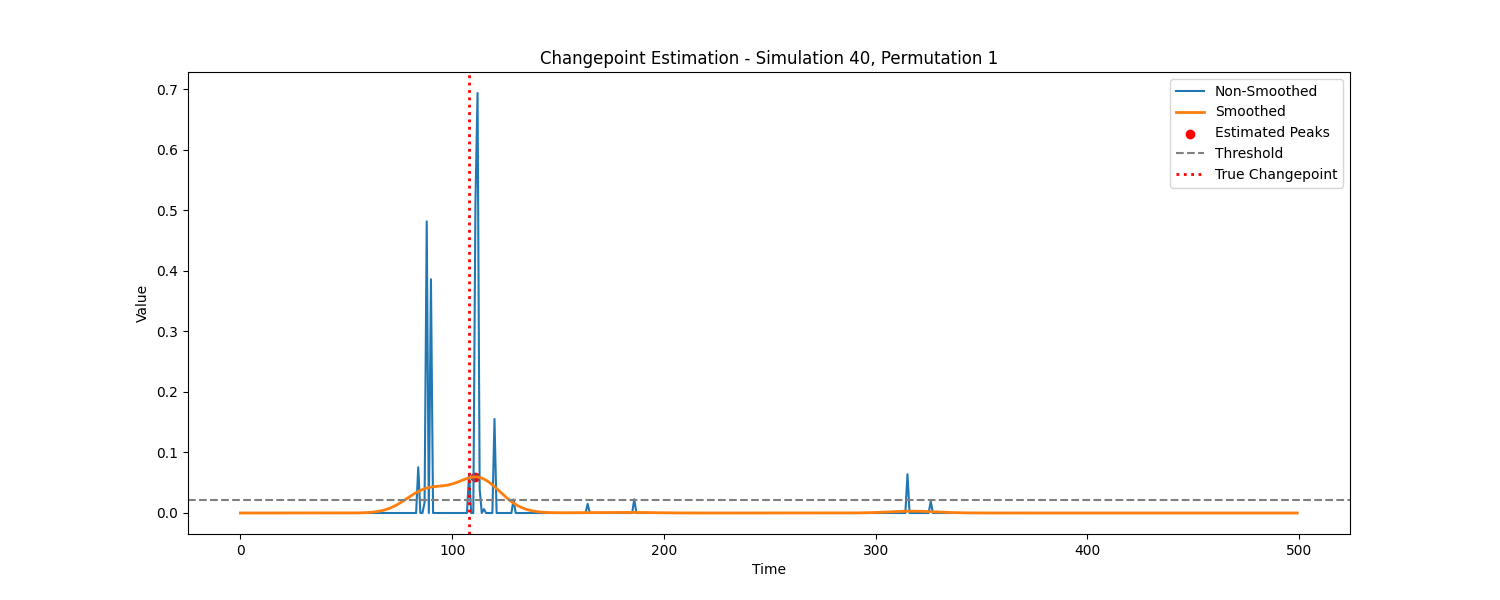 Changepoint Estimation - Simulation 40, Permutation 1
Non-Smoothed
Smoothed
Estimated Peaks
Threshold
True Changepoint
Value
0.7
0.6
0.5
0.4
0.3
0.2
0.1
0.0
0 100 200 300 400 500
Time